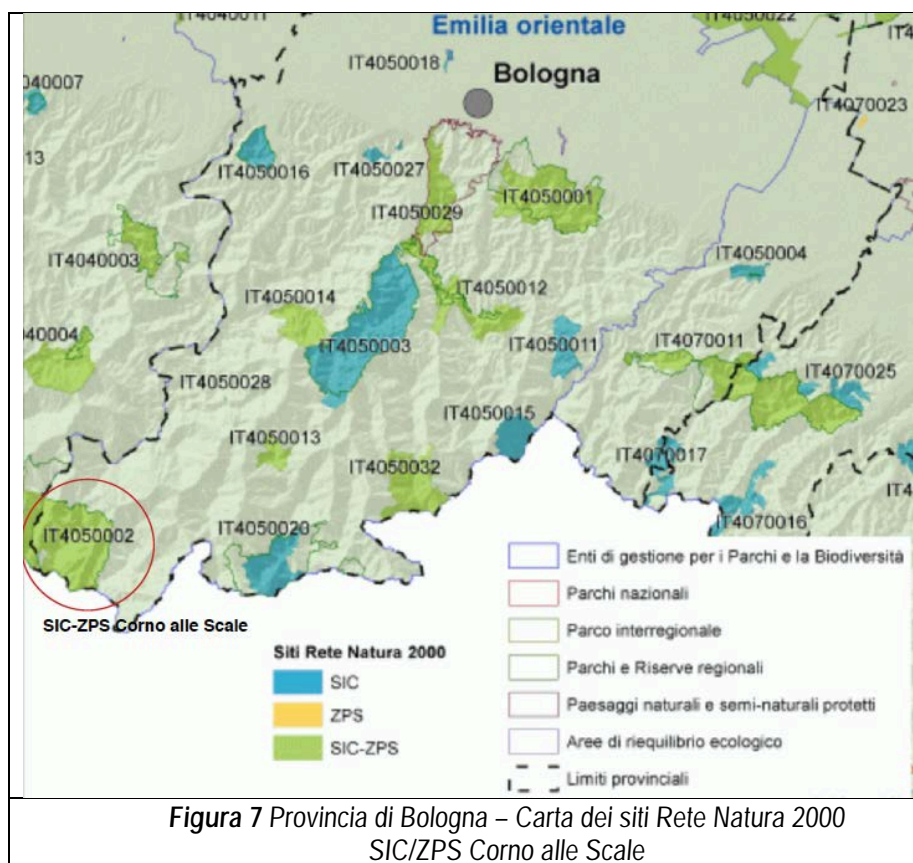 IT4040011
IT4050022
Emilia orientale
IT4050018
Bologna
IT4070023
IT4050016
IT4050027
IT4050001
IT4050029
IT4040003
IT4050004
IT4050014
IT4050012
IT4050003
IT4050011
IT4070011
IT4070025
IT4050028
IT4050015
IT4050013
IT4070017
IT4050032
IT4050002
IT4050020
IT4070016
SIC-ZPS Corno alle Scale
Siti Rete Natura 2000
SIC
ZPS
SIC-ZPS
Enti di gestione per i Parchi e la Biodiversità
Parchi nazionali
Parco interregionale
Parchi e Riserve regionali
Paesaggi naturali e semi-naturali protetti
Aree di riequilibrio ecologico
Limiti provinciali
Figura 7 Provincia di Bologna – Carta dei siti Rete Natura 2000
SIC/ZPS Corno alle Scale